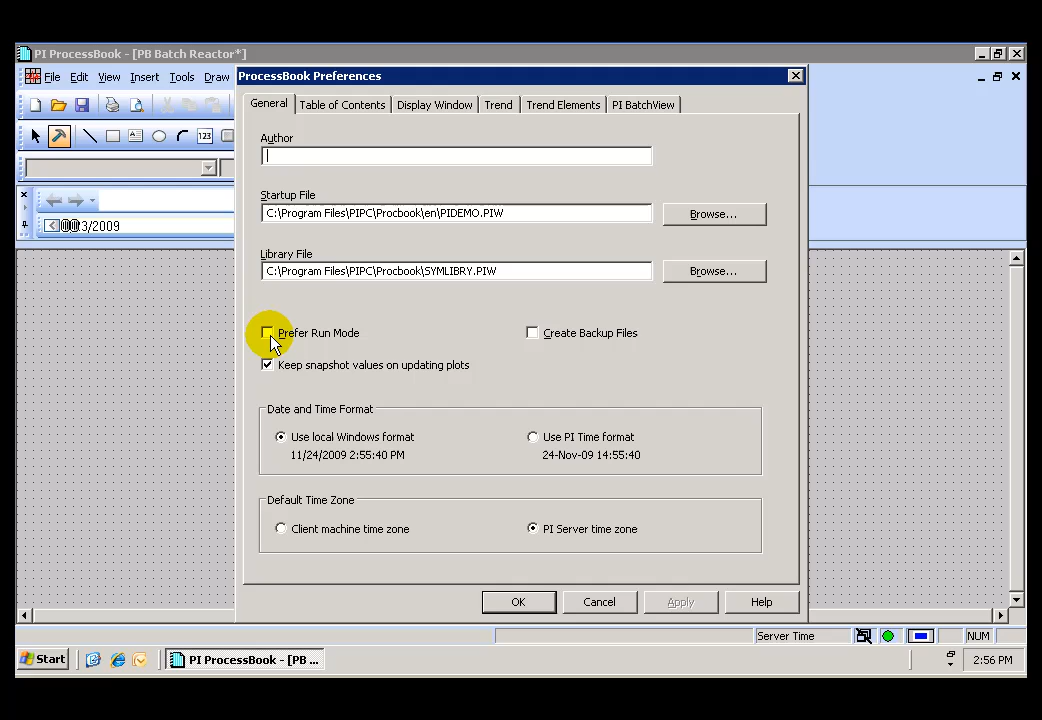 PI ProcessBook - [PB Batch Reactor*]
File Edit View Insert Tools Draw
ProcessBook Preferences
General Table of Contents Display Window Trend Trend Elements PI BatchView
123
Author
Startup File
C:\Program Files\PIPC\Procbook\en\PIDEMO.PIW Browse...
3/2009
Library File
C:\Program Files\PIPC\Procbook\SYMLIBRY.PIW Browse...
Prefer Run Mode Create Backup Files
Keep snapshot values on updating plots
Date and Time Format
Use local Windows format Use PI Time format
11/24/2009 2:55:40 PM 24-Nov-09 14:55:40
Default Time Zone
Client machine time zone PI Server time zone
OK Cancel Apply Help
Server Time NUM
Start PI ProcessBook - [PB ... 2:56 PM